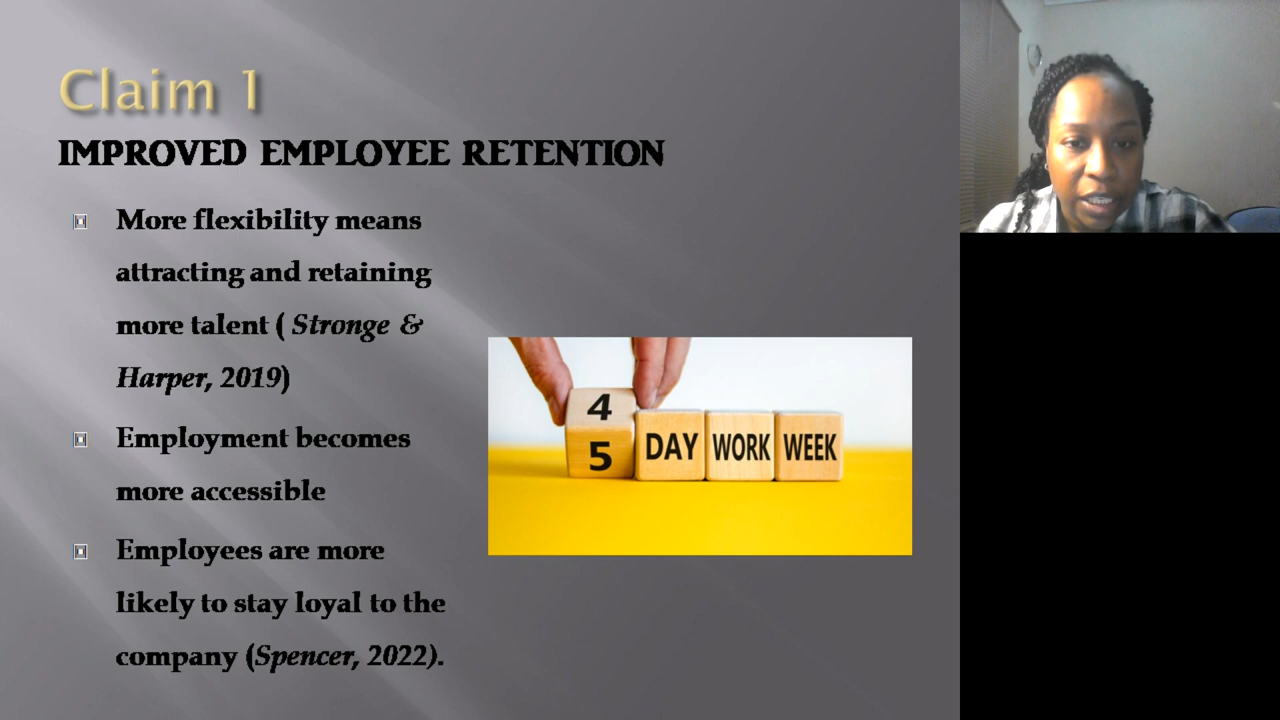 Claim 1
IMPROVED EMPLOYEE RETENTION
More flexibility means
attracting and retaining
more talent ( Stronge &
Harper, 2019)
Employment becomes
more accessible
Employees are more
likely to stay loyal to the
company (Spencer, 2022).
4
5 DAY WORK WEEK